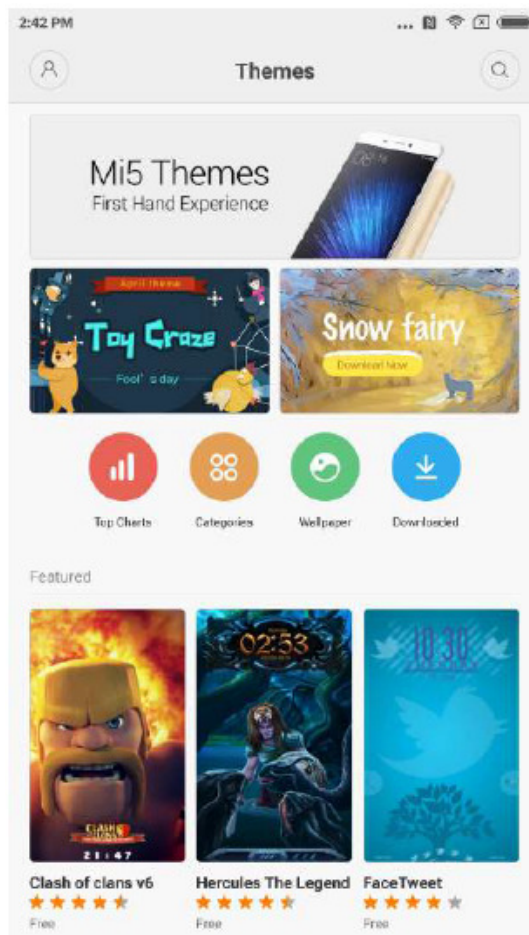 2:42 PM
Themes
Mi5 Themes
First Hand Experience
April theme
Toy Craze
Fool's day
Snow fairy
Download Now
Top Charts
Categories
Wallpaper
Downloaded
Featured
02:53
10:30
CLASH
21:47
Clash of clans v6
Hercules The Legend
FaceTweet
Free
Free
Free